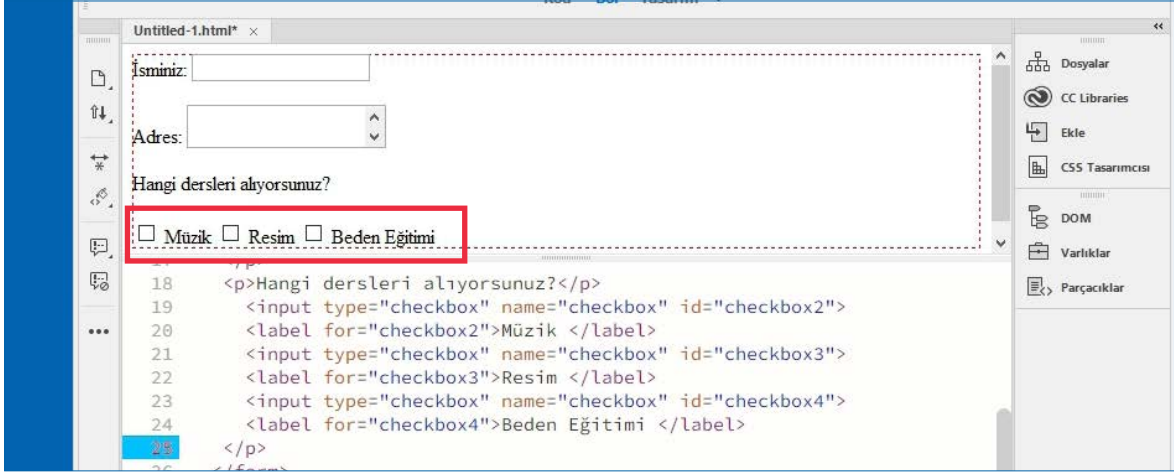 Kod Böl Tasarım
Untitled-1.html* ×
İsminiz:
Adres:
Hangi dersleri alıyorsunuz?
Müzik Resim Beden Eğitimi
17 </p>
18 <p>Hangi dersleri alıyorsunuz?</p>
19 <input type="checkbox" name="checkbox" id="checkbox2">
20 <label for="checkbox2">Müzik </label>
21 <input type="checkbox" name="checkbox" id="checkbox3">
22 <label for="checkbox3">Resim </label>
23 <input type="checkbox" name="checkbox" id="checkbox4">
24 <label for="checkbox4">Beden Eğitimi </label>
25 </p>
26 </form>
Dosyalar
CC Libraries
Ekle
CSS Tasarımcısı
DOM
Varlıklar
Parçacıklar